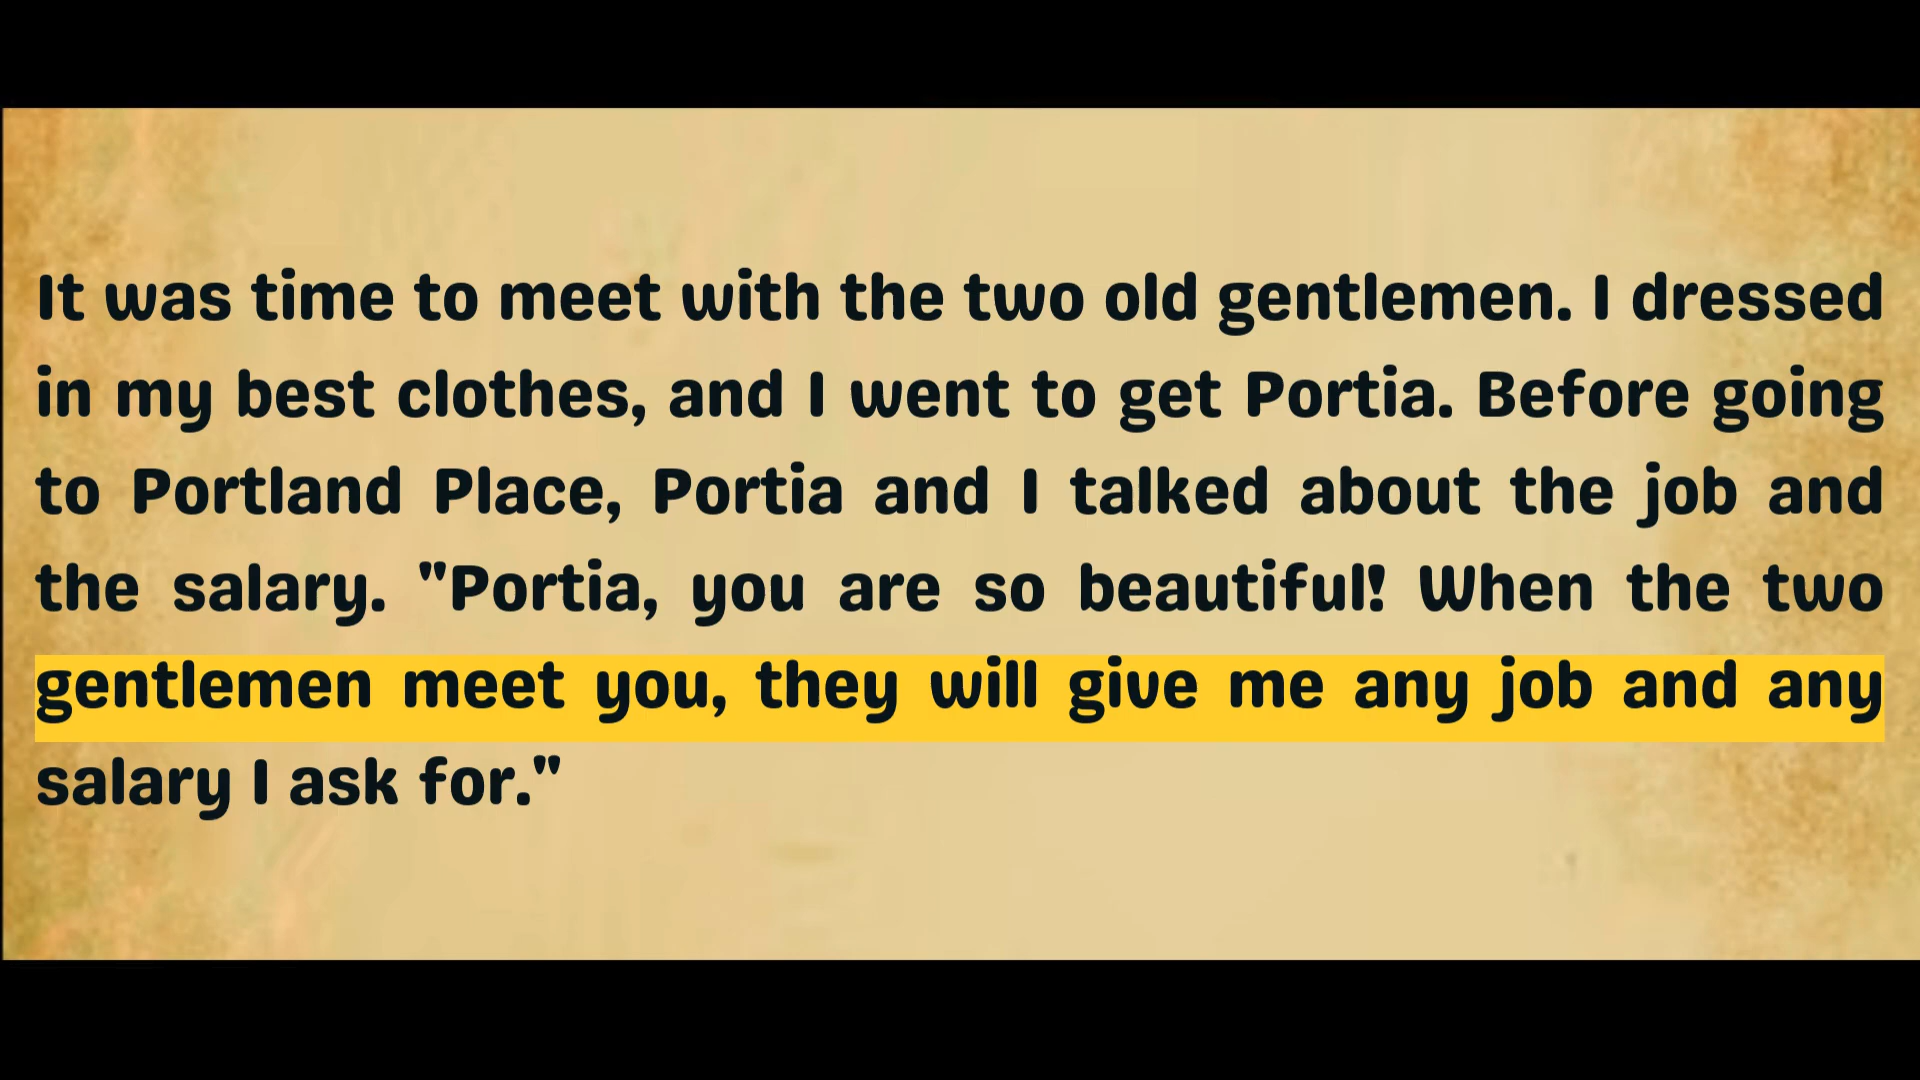 It was time to meet with the two old gentlemen. I dressed
in my best clothes, and I went to get Portia. Before going
to Portland Place, Portia and I talked about the job and
the salary. "Portia, you are so beautiful! When the two
gentlemen meet you, they will give me any job and any
salary I ask for."